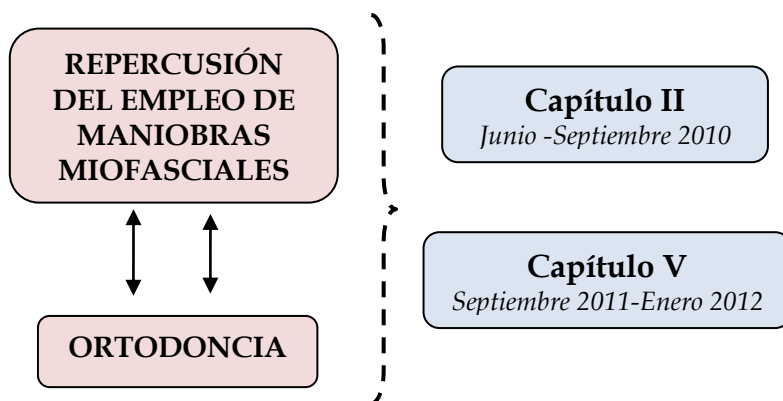 REPERCUSIÓN
DEL EMPLEO DE
MANIOBRAS
MIOFASCIALES
ORTODONCIA
Capítulo II
Junio -Septiembre 2010
Capítulo V
Septiembre 2011-Enero 2012